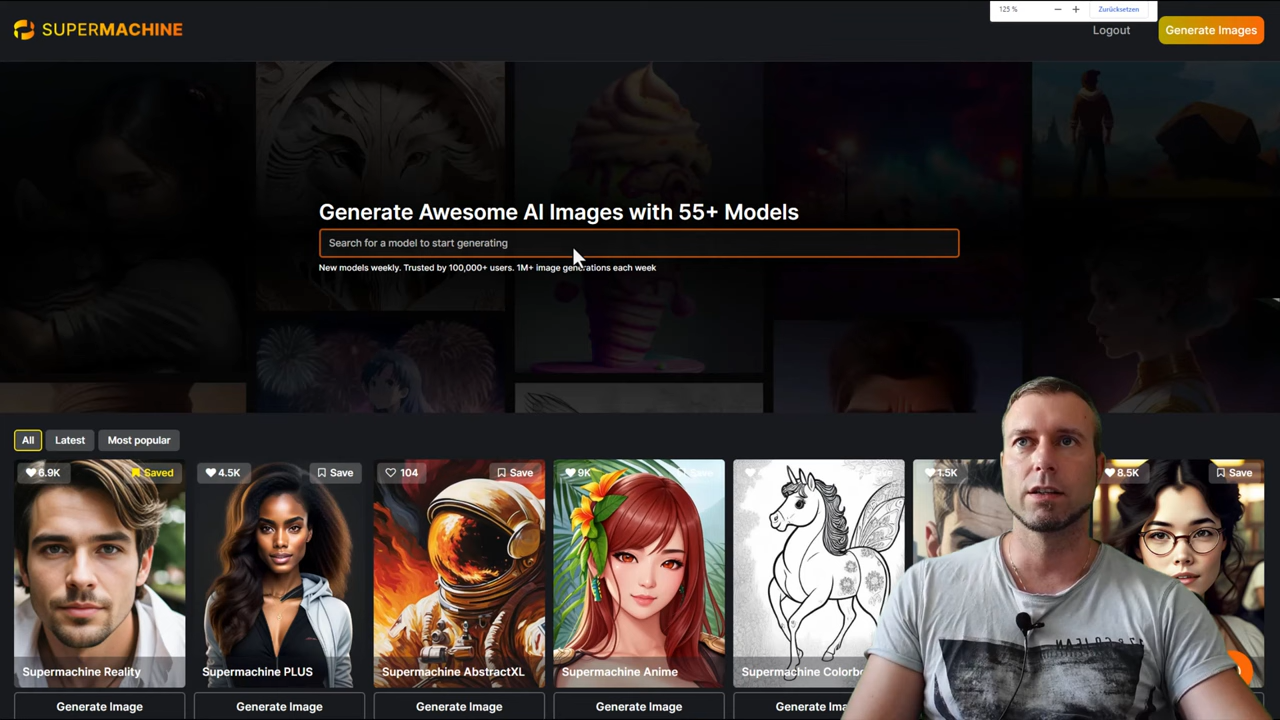 125 %
Zurücksetzen
SUPERMACHINE
Logout
Generate Images
Generate Awesome AI Images with 55+ Models
Search for a model to start generating
New models weekly. Trusted by 100,000+ users. 1M+ image generations each week
All
Latest
Most popular
6.9K
Saved
4.5K
Save
104
Save
9K
1.5K
8.5K
Save
Supermachine Reality
Supermachine PLUS
Supermachine AbstractXL
Supermachine Anime
Supermachine
Generate Image
Generate Image
Generate Image
Generate Image
Generate